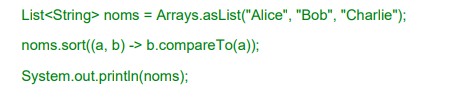 List<String> noms = Arrays.asList("Alice", "Bob", "Charlie");
noms.sort((a, b) -> b.compareTo(a));
System.out.println(noms);